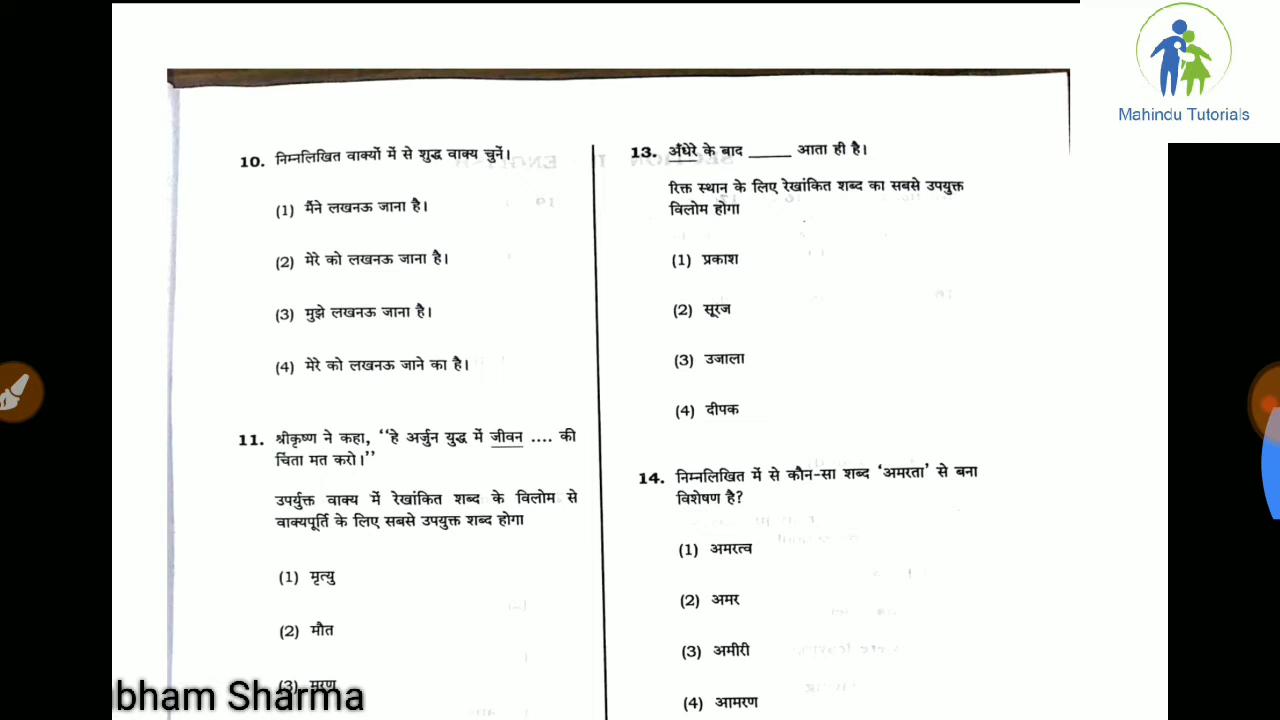 Mahindu Tutorials
10. निम्नलिखित वाक्यों में से शुद्ध वाक्य चुनें।
(1) मैंने लखनऊ जाना है।
(2) मेरे को लखनऊ जाना है।
(3) मुझे लखनऊ जाना है।
(4) मेरे को लखनऊ जाने का है।
11. श्रीकृष्ण ने कहा, ‘‘हे अर्जुन युद्ध में जीवन .... की
चिंता मत करो।’’
उपर्युक्त वाक्य में रेखांकित शब्द के विलोम से
वाक्यपूर्ति के लिए सबसे उपयुक्त शब्द होगा
(1) मृत्यु
(2) मौत
(3) मरण
13. अँधेरे के बाद _____ आता ही है।
रिक्त स्थान के लिए रेखांकित शब्द का सबसे उपयुक्त
विलोम होगा
(1) प्रकाश
(2) सूरज
(3) उजाला
(4) दीपक
14. निम्नलिखित में से कौन-सा शब्द ‘अमरता’ से बना
विशेषण है?
(1) अमरत्व
(2) अमर
(3) अमीरी
(4) आमरण
bham Sharma